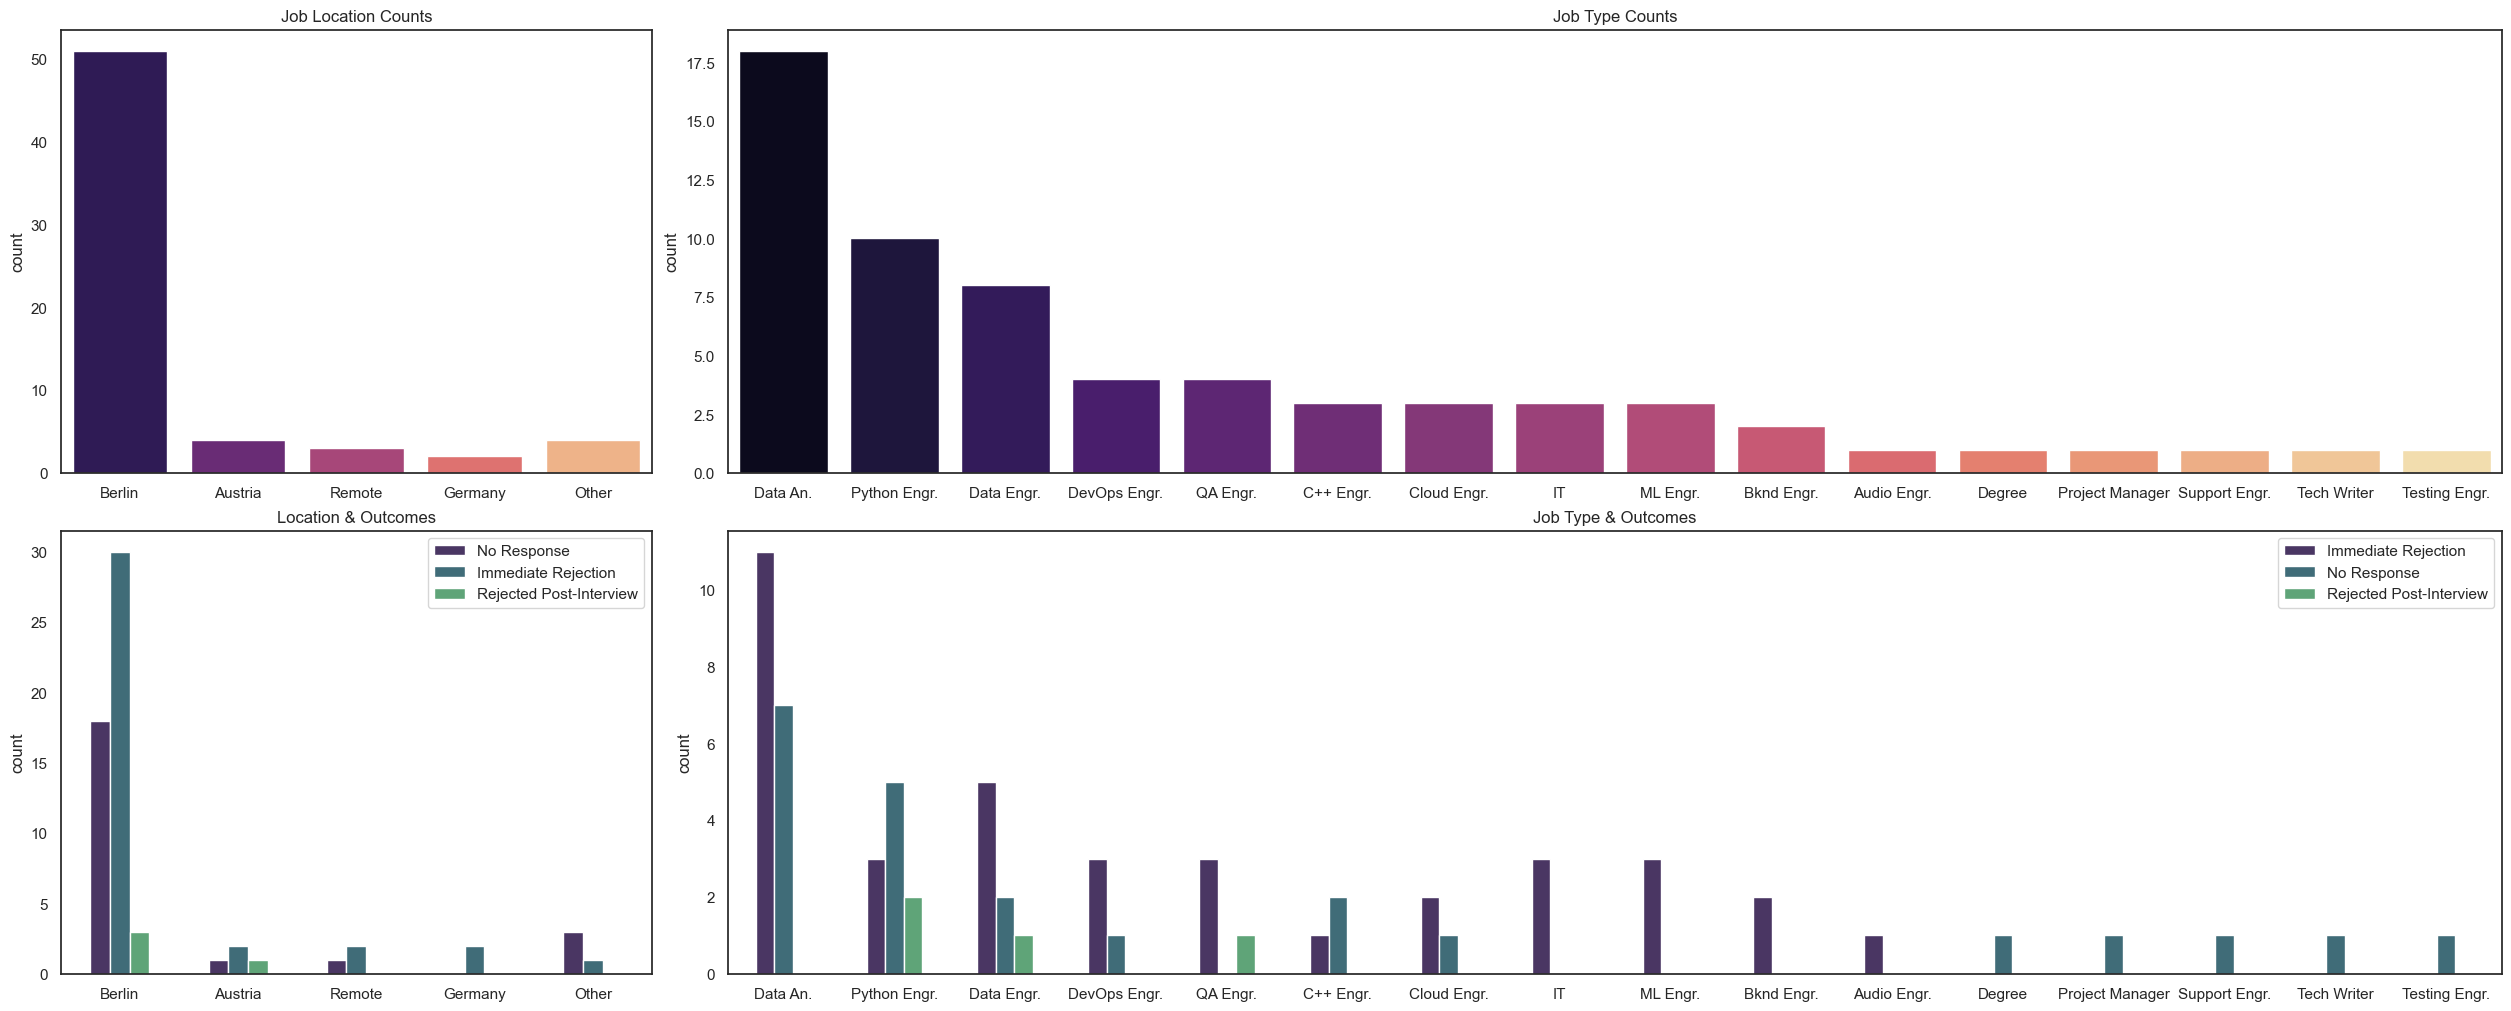 Job Location Counts
count
50
40
30
20
10
0
Berlin Austria Remote Germany Other
Job Type Counts
count
17.5
15.0
12.5
10.0
7.5
5.0
2.5
0.0
Data An. Python Engr. Data Engr. DevOps Engr. QA Engr. C++ Engr. Cloud Engr. IT ML Engr. Bknd Engr. Audio Engr. Degree Project Manager Support Engr. Tech Writer Testing Engr.
Location & Outcomes
No Response
Immediate Rejection
Rejected Post-Interview
count
30
25
20
15
10
5
0
Berlin Austria Remote Germany Other
Job Type & Outcomes
Immediate Rejection
No Response
Rejected Post-Interview
count
10
8
6
4
2
0
Data An. Python Engr. Data Engr. DevOps Engr. QA Engr. C++ Engr. Cloud Engr. IT ML Engr. Bknd Engr. Audio Engr. Degree Project Manager Support Engr. Tech Writer Testing Engr.